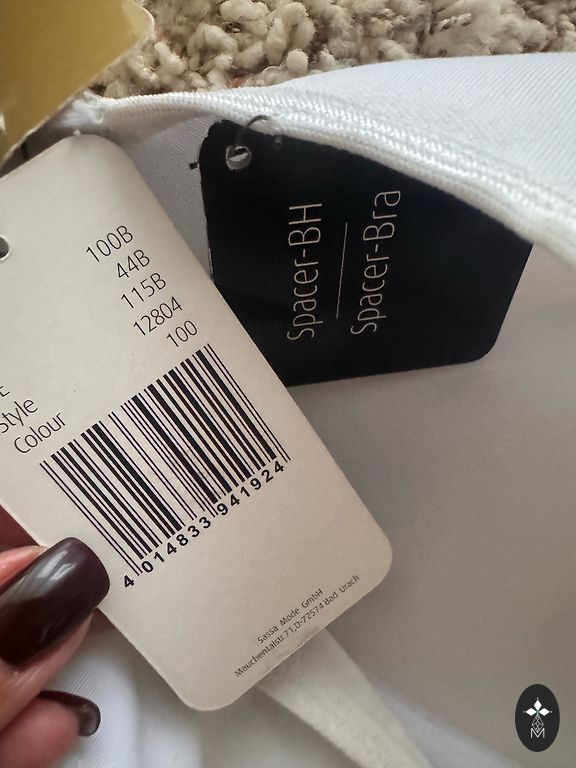 100B
44B
115B
12804
100
Style
Colour
4 014833 941924
Sassa Mode GmbH
Mauchentalstr.71,D-72574 Bad Urach
Spacer-BH
Spacer-Bra
M